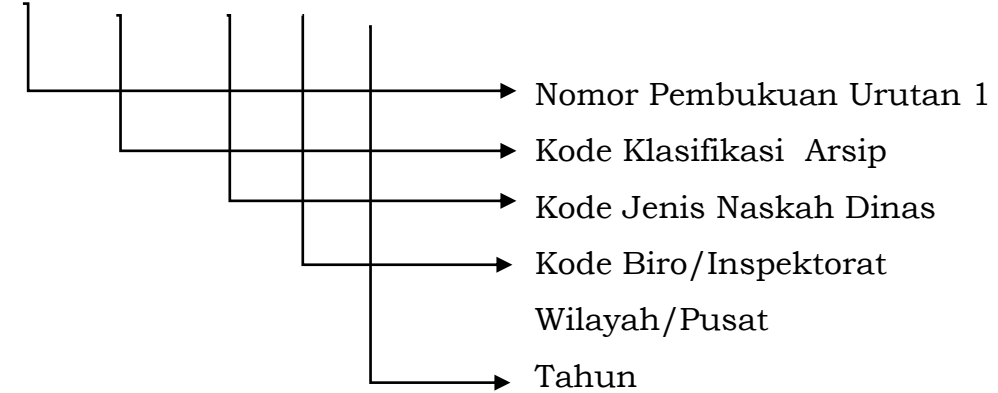 Nomor Pembukuan Urutan 1
Kode Klasifikasi Arsip
Kode Jenis Naskah Dinas
Kode Biro/Inspektorat
Wilayah/Pusat
Tahun